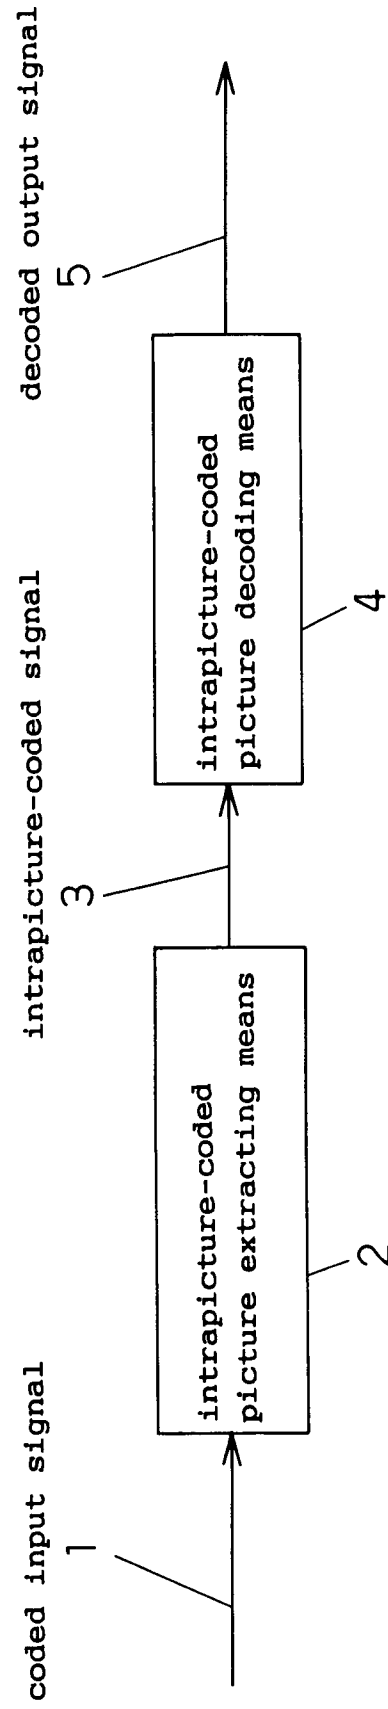 coded input signal
1
intrapicture-coded
picture extracting means
2
intrapicture-coded signal
3
intrapicture-coded
picture decoding means
4
decoded output signal
5